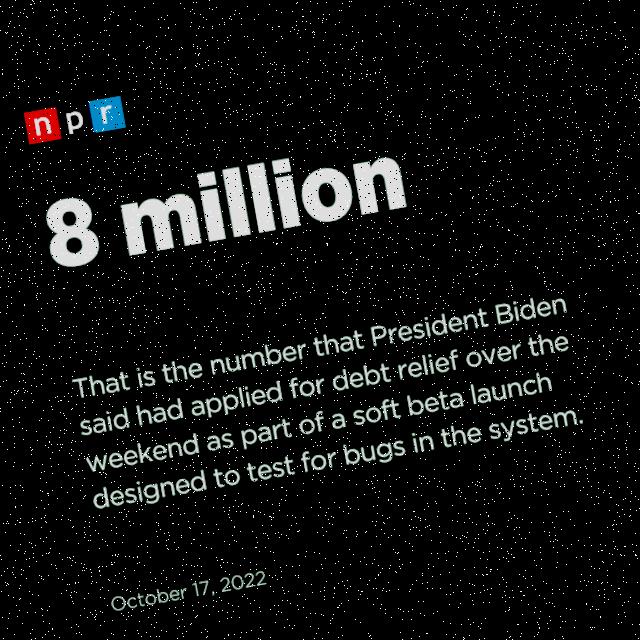 npr
8 million
That is the number that President Biden
said had applied for debt relief over the
weekend as part of a soft beta launch
designed to test for bugs in the system.
October 17, 2022